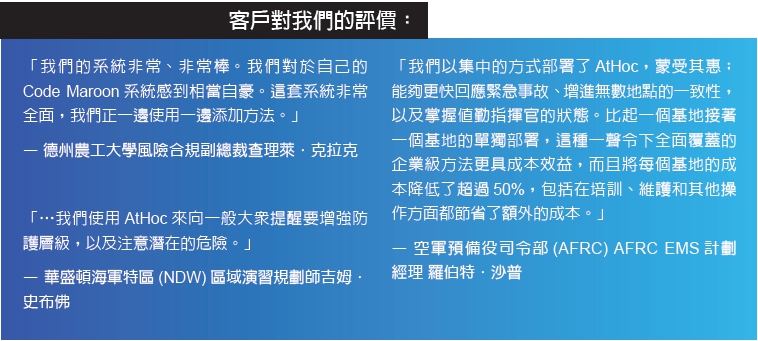 客戶對我們的評價：
「我們的系統非常、非常棒。我們對於自己的
Code Maroon 系統感到相當自豪。這套系統非常
全面，我們正一邊使用一邊添加方法。」
— 德州農工大學風險合規副總裁查理萊．克拉克
「⋯我們使用 AtHoc 來向一般大眾提醒要增強防
護層級，以及注意潛在的危險。」
— 華盛頓海軍特區 (NDW) 區域演習規劃師吉姆．
史布佛
「我們以集中的方式部署了 AtHoc，蒙受其惠；
能夠更快回應緊急事故、增進無數地點的一致性，
以及掌握値勤指揮官的狀態。比起一個基地接著
一個基地的單獨部署，這種一聲令下全面覆蓋的
企業級方法更具成本效益，而且將每個基地的成
本降低了超過 50%，包括在培訓、維護和其他操
作方面都節省了額外的成本。」
— 空軍預備役司令部 (AFRC) AFRC EMS 計劃
經理 羅伯特．沙普